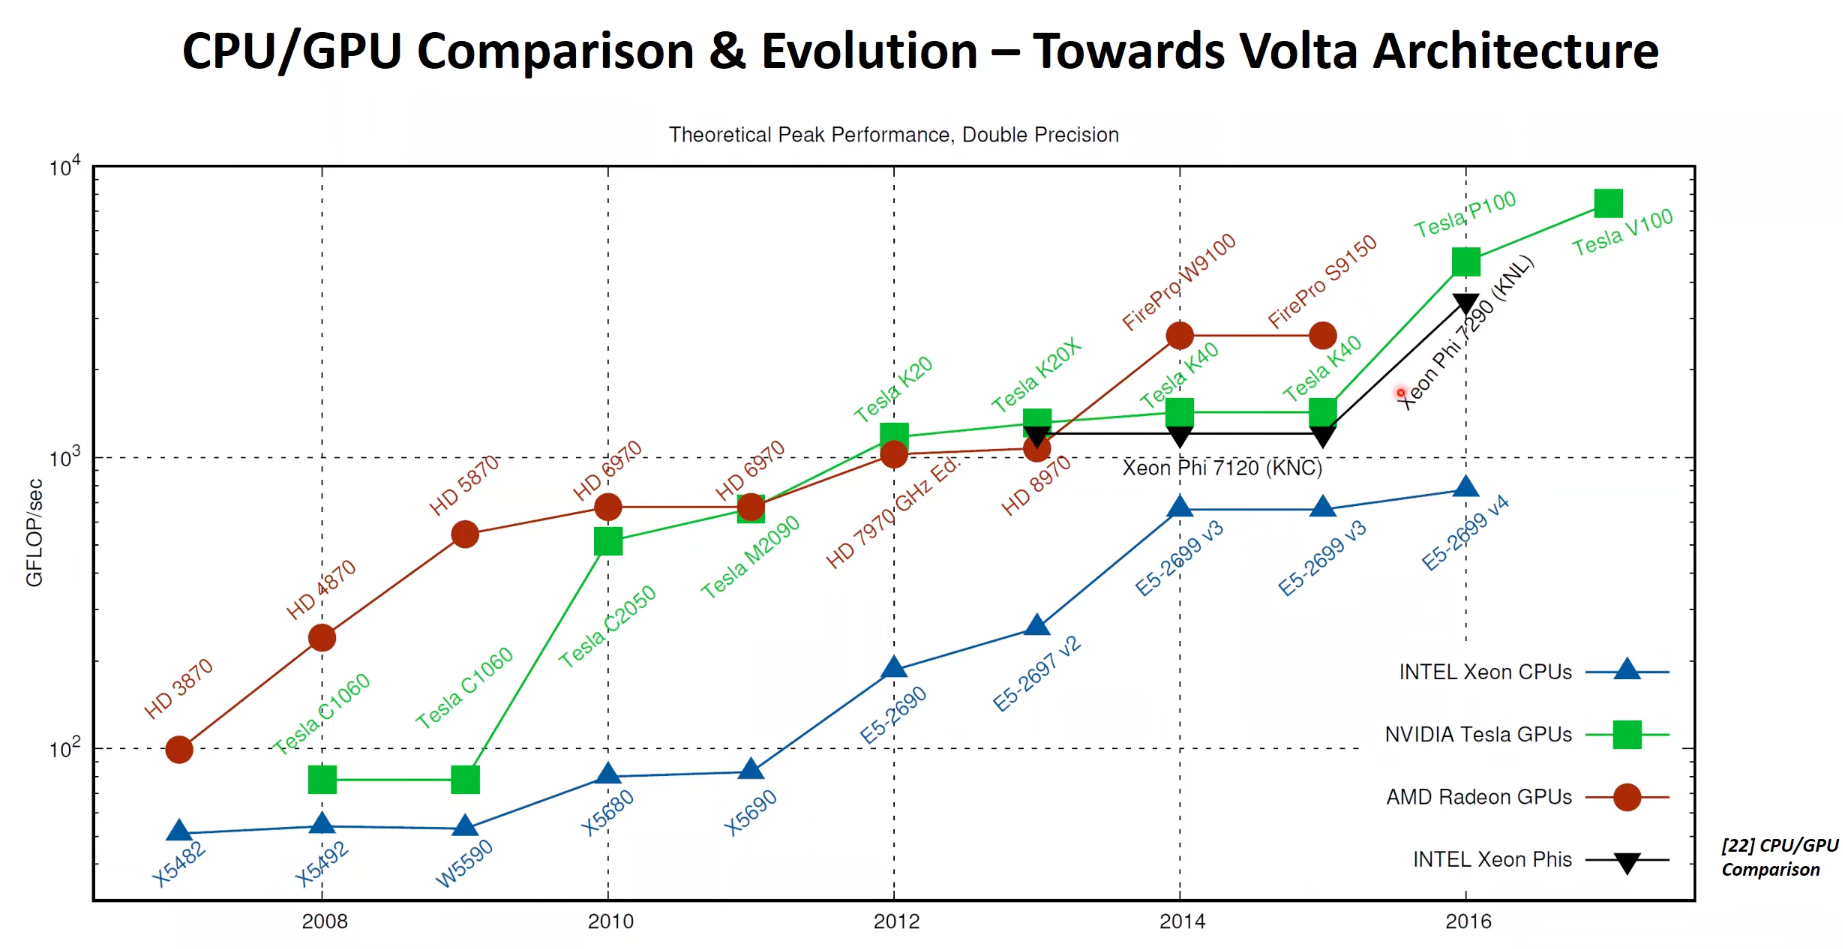 CPU/GPU Comparison & Evolution – Towards Volta Architecture
Theoretical Peak Performance, Double Precision
10^4
10^3
10^2
GFLOP/sec
HD 3870
HD 4870
HD 5870
HD 6970
HD 6970
HD 7970 GHz Ed.
HD 8970
FirePro W9100
FirePro S9150
Tesla C1060
Tesla C1060
Tesla C2050
Tesla M2090
Tesla K20
Tesla K20X
Tesla K40
Tesla K40
Tesla P100
Tesla V100
Xeon Phi 7120 (KNC)
Xeon Phi 7290 (KNL)
X5482
X5492
W5590
X5680
X5690
E5-2690
E5-2697 v2
E5-2699 v3
E5-2699 v3
E5-2699 v4
INTEL Xeon CPUs
NVIDIA Tesla GPUs
AMD Radeon GPUs
INTEL Xeon Phis
2008
2010
2012
2014
2016
[22] CPU/GPU
Comparison